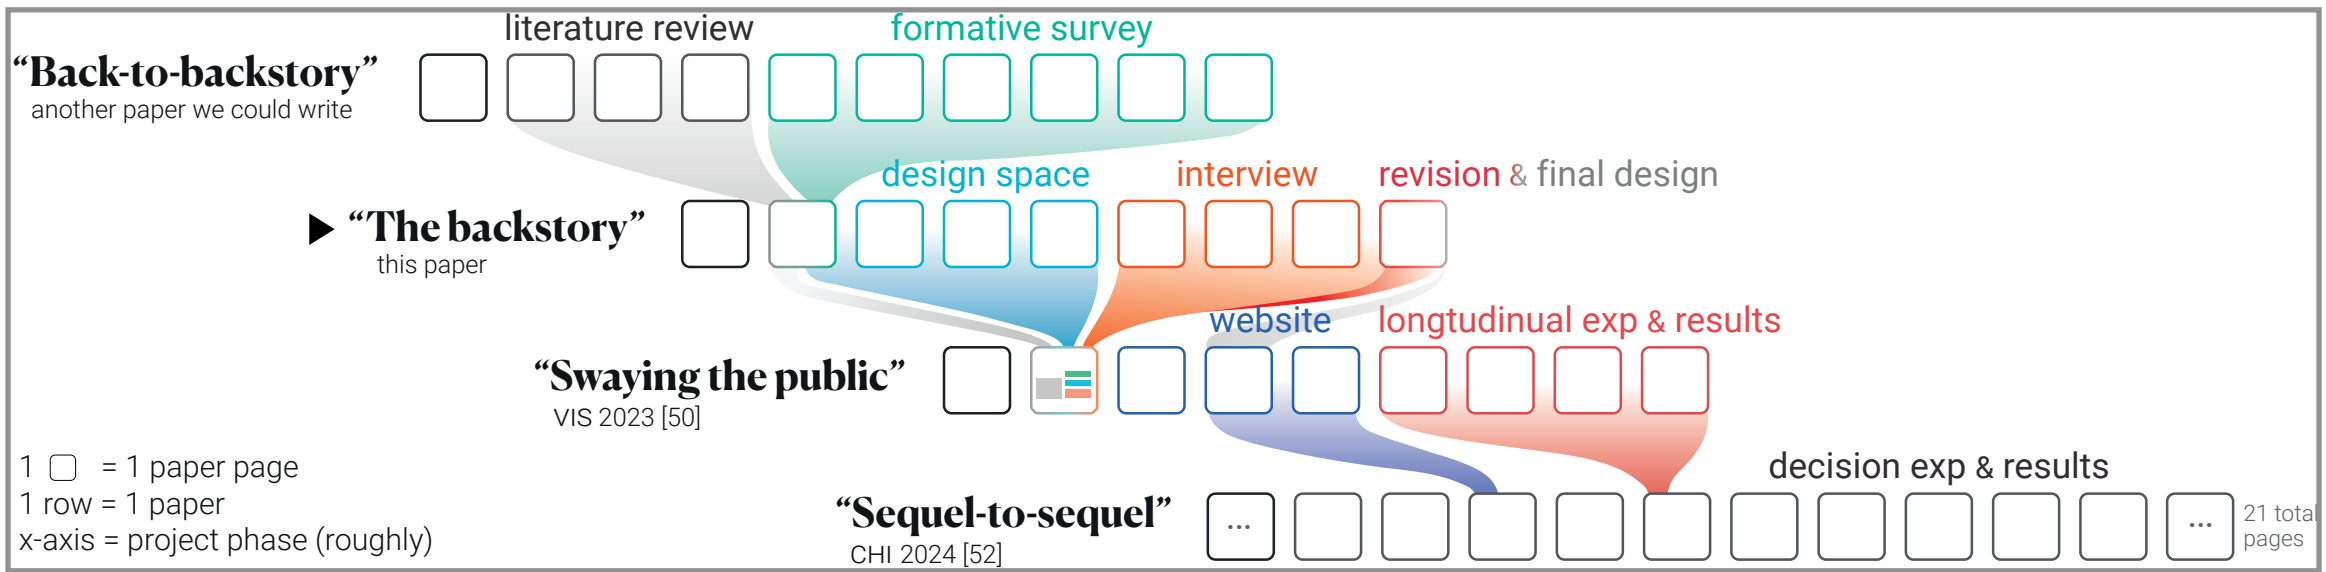 literature review
formative survey
“Back-to-backstory”
another paper we could write
design space
interview
revision & final design
“The backstory”
this paper
website
longtudinual exp & results
“Swaying the public”
VIS 2023 [50]
decision exp & results
“Sequel-to-sequel”
CHI 2024 [52]
...
...
21 total
pages
1 = 1 paper page
1 row = 1 paper
x-axis = project phase (roughly)